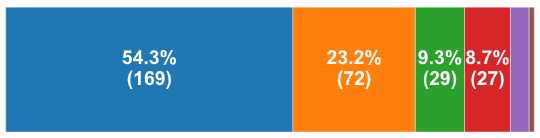 54.3% 23.2% 9.3% 8.7%
(169) (72) (29) (27)